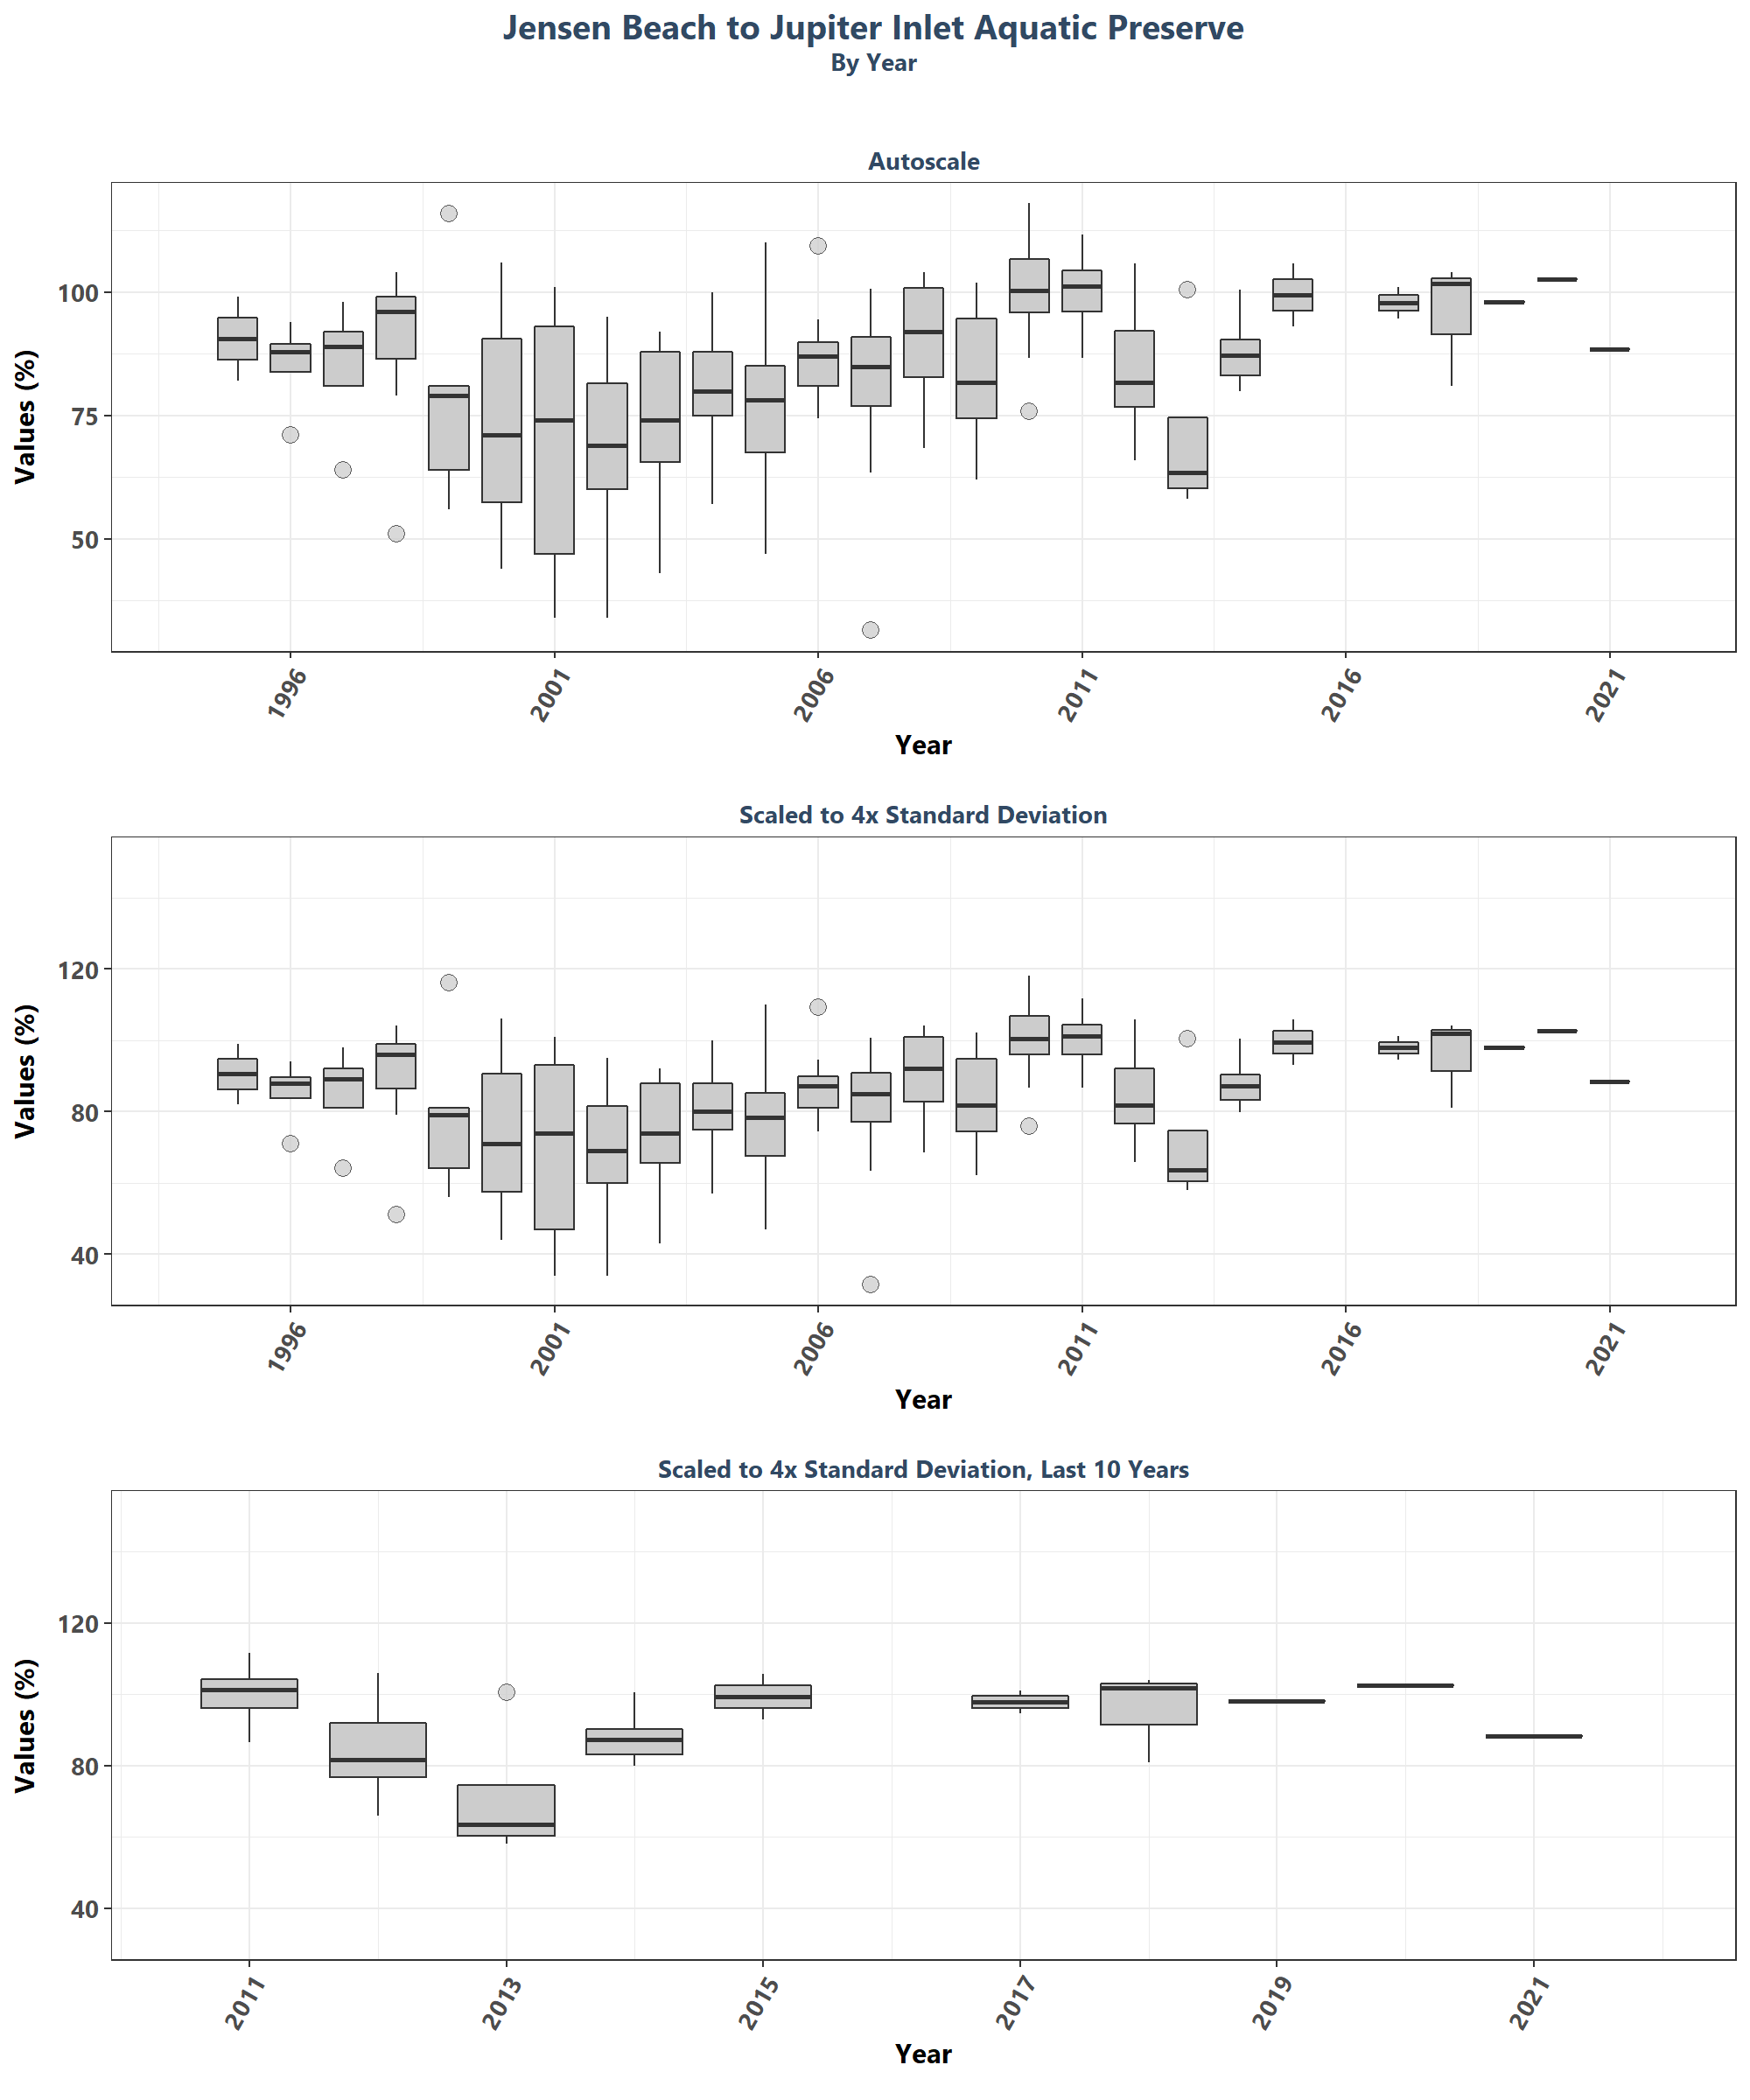 Jensen Beach to Jupiter Inlet Aquatic Preserve
By Year
Autoscale
Values (%)
100
75
50
1996
2001
2006
2011
2016
2021
Year
Scaled to 4x Standard Deviation
Values (%)
120
80
40
1996
2001
2006
2011
2016
2021
Year
Scaled to 4x Standard Deviation, Last 10 Years
Values (%)
120
80
40
2011
2013
2015
2017
2019
2021
Year